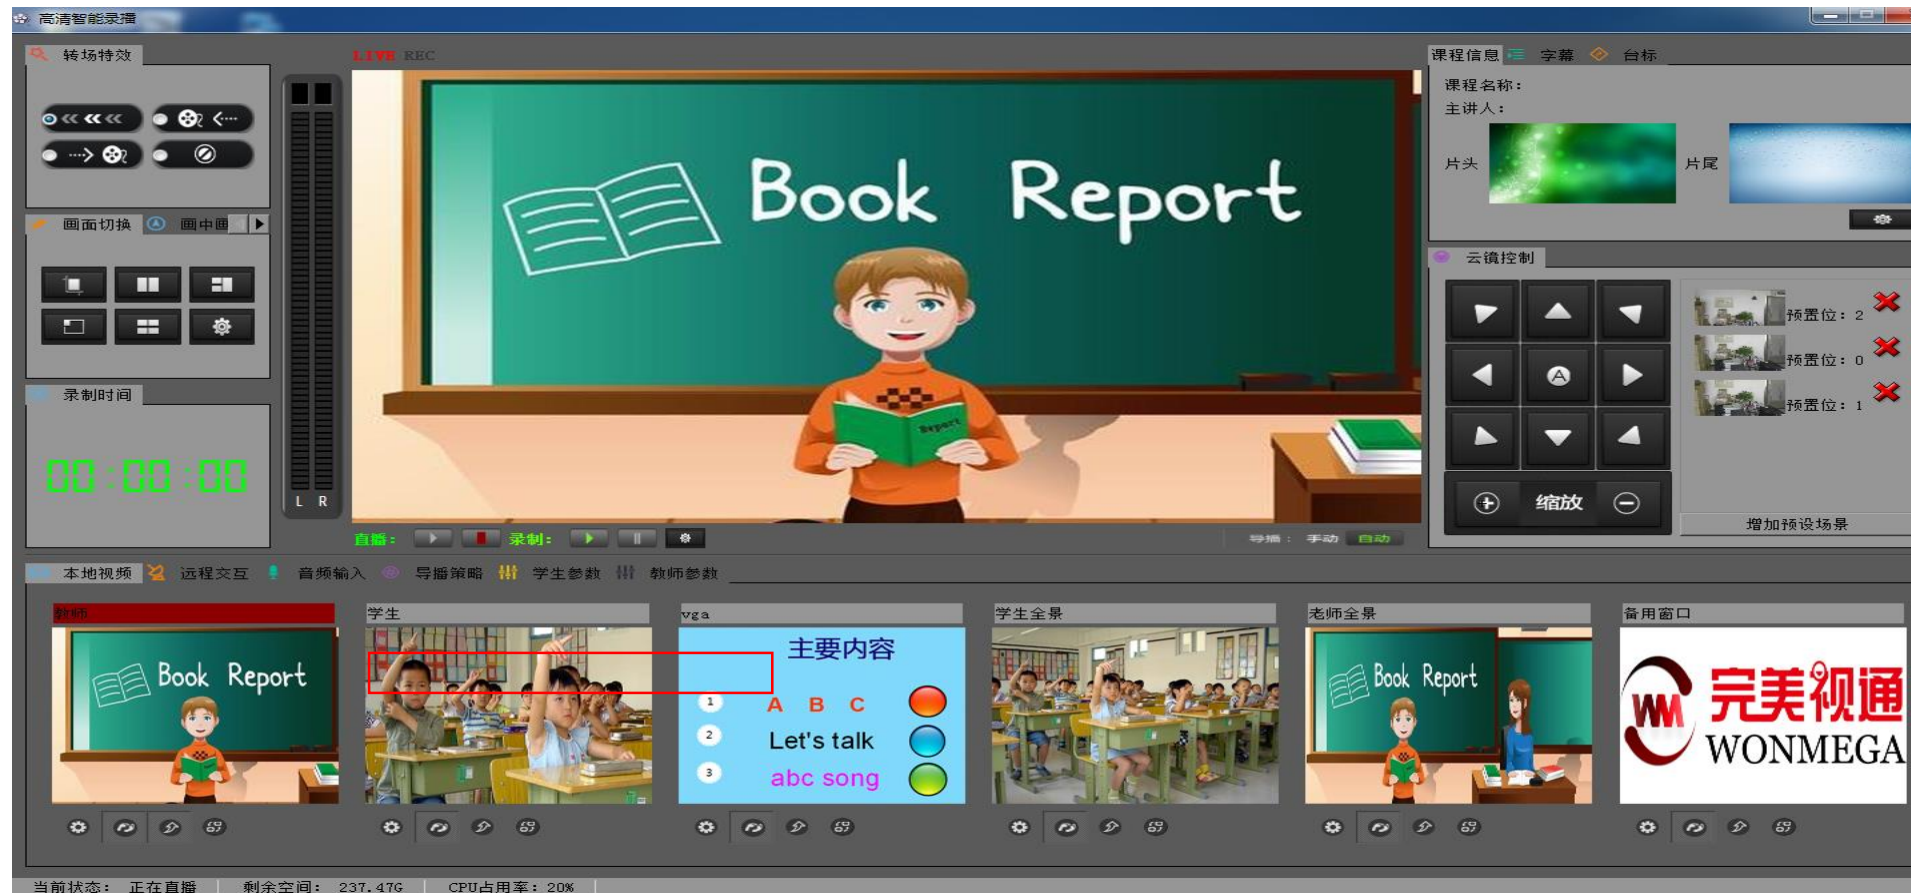 高清智能录播
转场特效
LIVE REC
课程信息 字幕 台标
课程名称：
主讲人：
片头
片尾
Book Report
Report
画面切换 画中画
云镜控制
预置位：2
预置位：0
预置位：1
A
缩放
增加预设场景
录制时间
00:00:00
L R
直播： 录制：
导播： 手动 自动
本地视频 远程交互 音频输入 导播策略 学生参数 教师参数
教师
学生
vga
学生全景
老师全景
备用窗口
Book Report
主要内容
1 A B C
2 Let's talk
3 abc song
Book Report
完美视通
WONMEGA
当前状态： 正在直播 剩余空间： 237.47G CPU占用率：20%